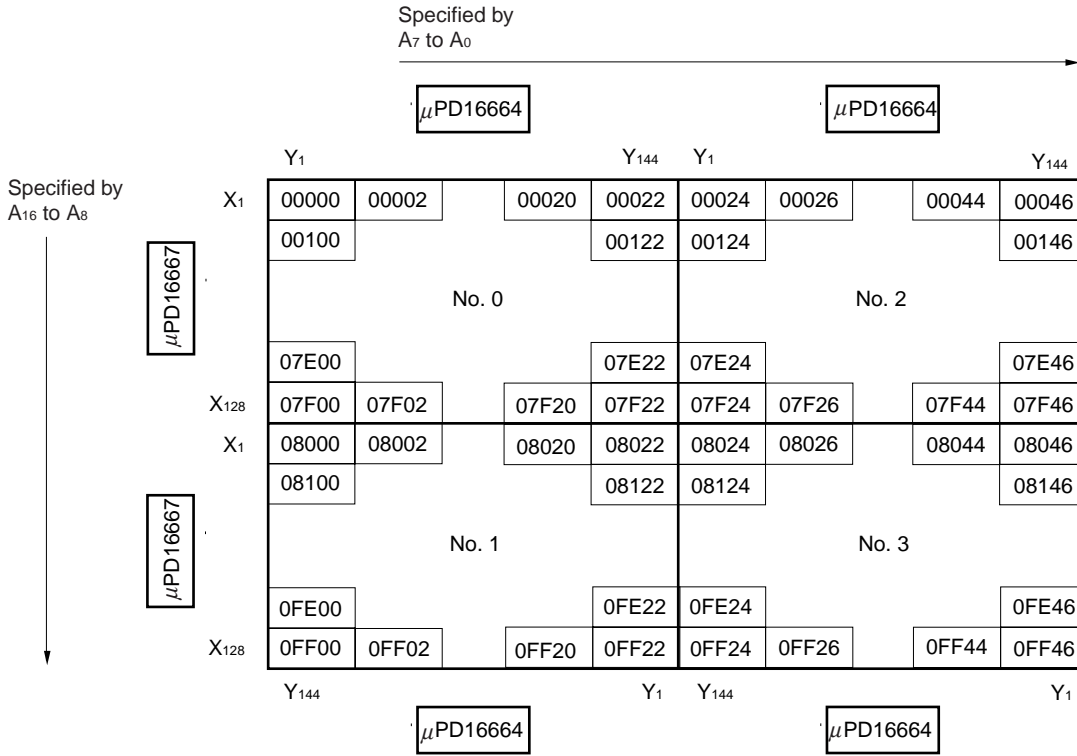 Specified by
A₇ to A₀
μPD16664 μPD16664
Y₁ Y₁₄₄ Y₁ Y₁₄₄
Specified by
A₁₆ to A₈
X₁ 00000 00002 00020 00022 00024 00026 00044 00046
00100 00122 00124 00146
μPD16667
No. 0 No. 2
07E00 07E22 07E24 07E46
X₁₂₈ 07F00 07F02 07F20 07F22 07F24 07F26 07F44 07F46
X₁ 08000 08002 08020 08022 08024 08026 08044 08046
08100 08122 08124 08146
μPD16667
No. 1 No. 3
0FE00 0FE22 0FE24 0FE46
X₁₂₈ 0FF00 0FF02 0FF20 0FF22 0FF24 0FF26 0FF44 0FF46
Y₁₄₄ Y₁ Y₁₄₄ Y₁
μPD16664 μPD16664